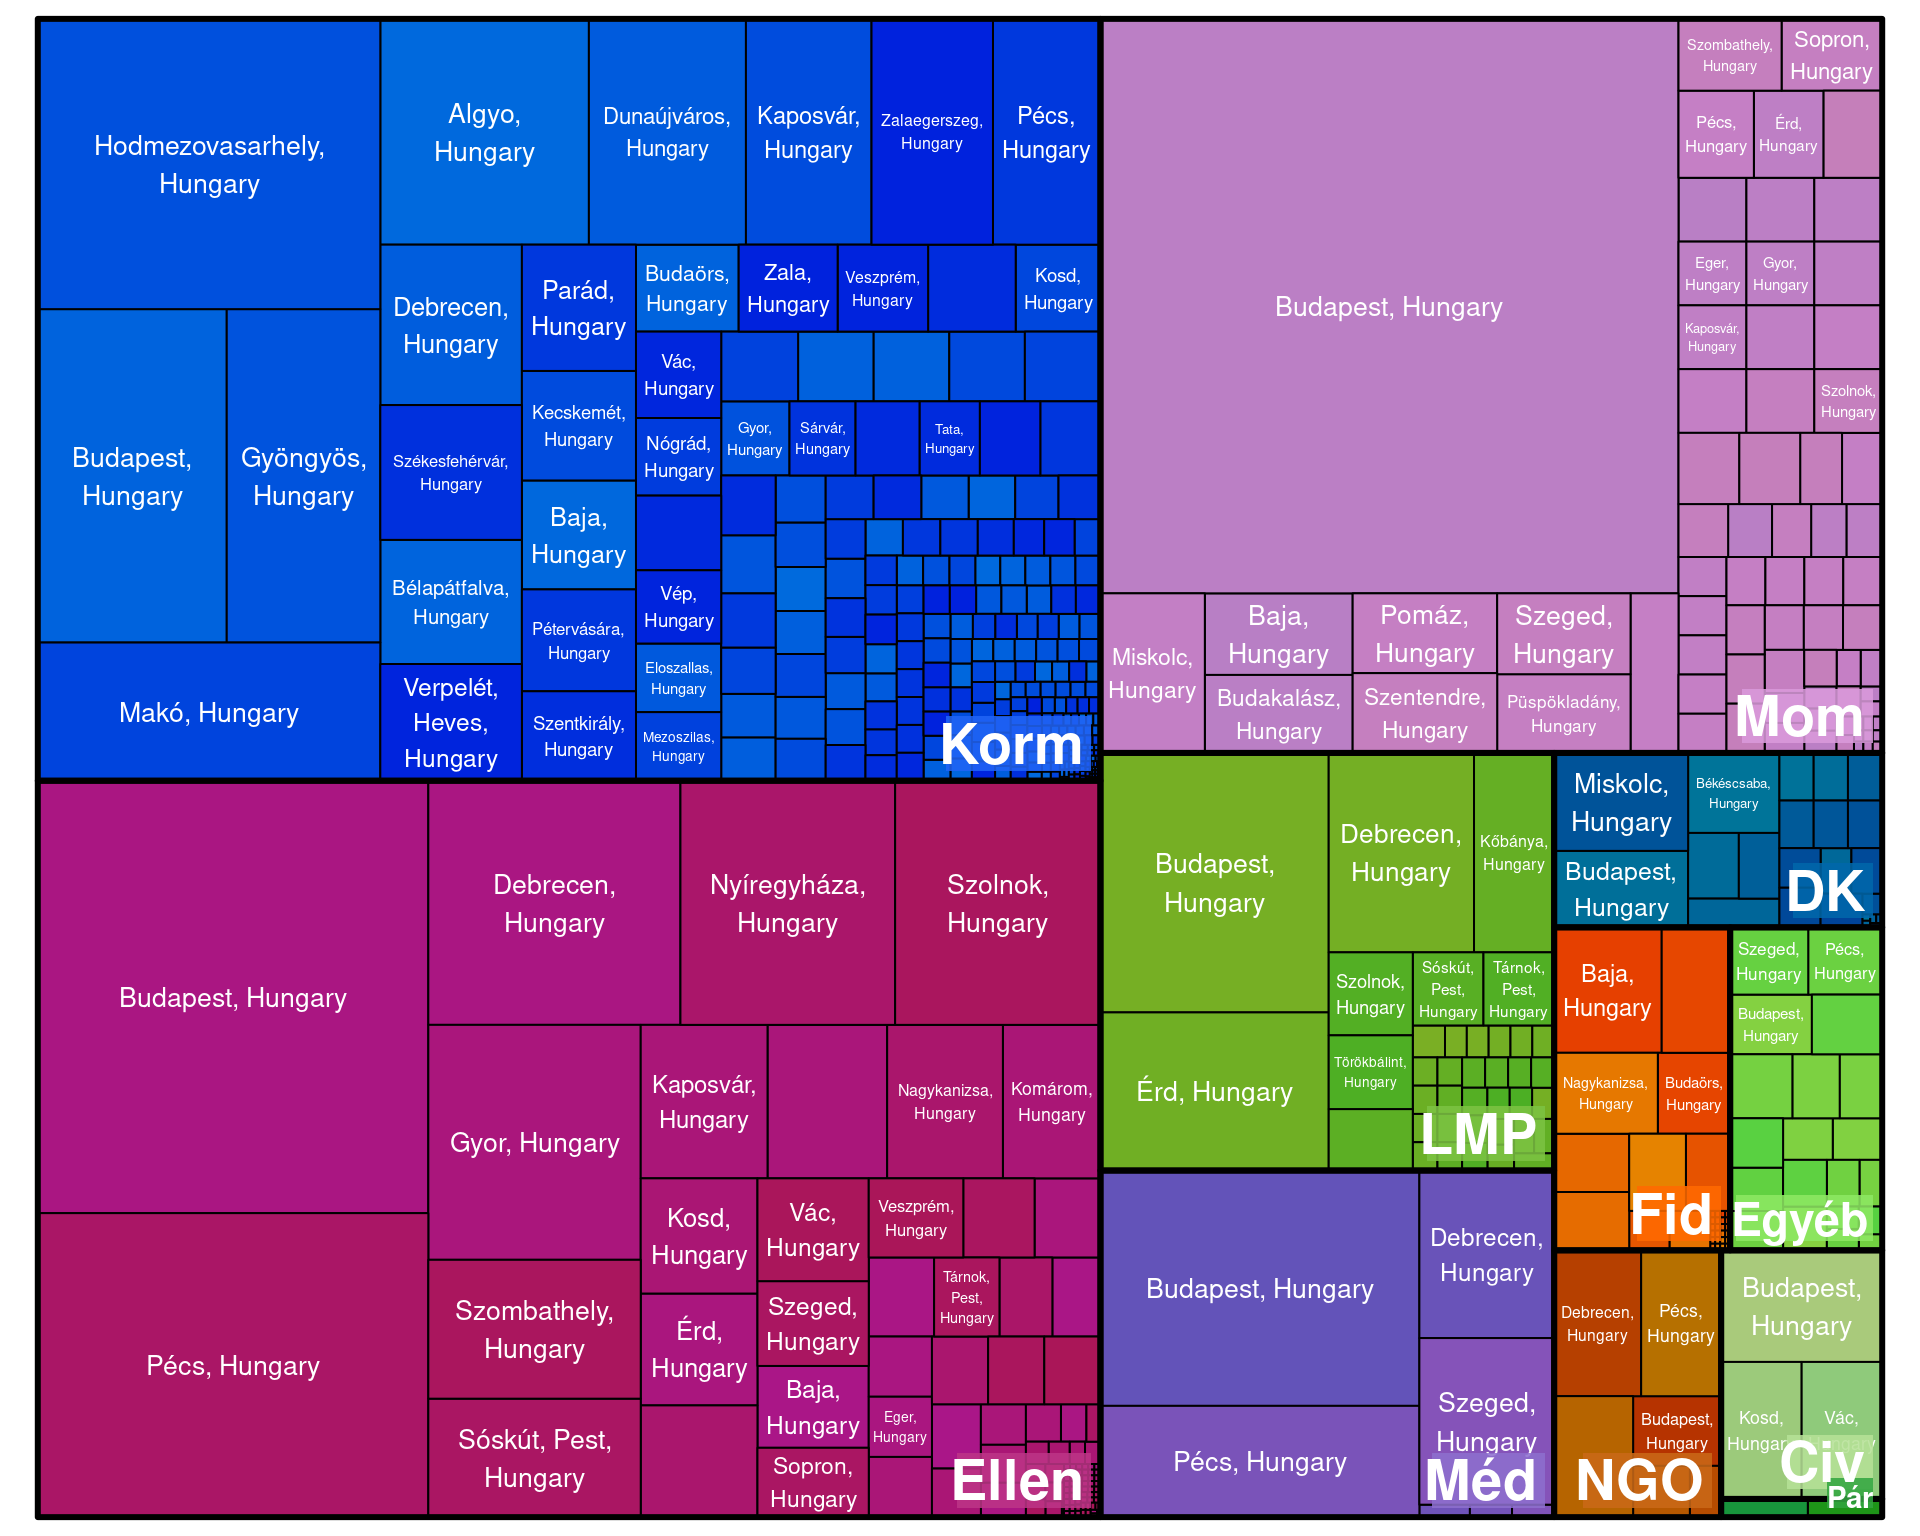 Hodmezovasarhely,
Hungary
Algyo,
Hungary
Dunaújváros,
Hungary
Kaposvár,
Hungary
Zalaegerszeg,
Hungary
Pécs,
Hungary
Budapest,
Hungary
Gyöngyös,
Hungary
Makó, Hungary
Debrecen,
Hungary
Székesfehérvár,
Hungary
Bélapátfalva,
Hungary
Verpelét,
Heves,
Hungary
Parád,
Hungary
Kecskemét,
Hungary
Baja,
Hungary
Pétervására,
Hungary
Szentkirály,
Hungary
Budaörs,
Hungary
Zala,
Hungary
Veszprém,
Hungary
Kosd,
Hungary
Vác,
Hungary
Nógrád,
Hungary
Vép,
Hungary
Eloszallas,
Hungary
Mezoszilas,
Hungary
Gyor,
Hungary
Sárvár,
Hungary
Tata,
Hungary
Korm
Budapest, Hungary
Szombathely,
Hungary
Sopron,
Hungary
Pécs,
Hungary
Érd,
Hungary
Eger,
Hungary
Gyor,
Hungary
Kaposvár,
Hungary
Szolnok,
Hungary
Miskolc,
Hungary
Baja,
Hungary
Budakalász,
Hungary
Pomáz,
Hungary
Szentendre,
Hungary
Szeged,
Hungary
Püspökladány,
Hungary
Mom
Budapest, Hungary
Pécs, Hungary
Debrecen,
Hungary
Nyíregyháza,
Hungary
Szolnok,
Hungary
Gyor, Hungary
Szombathely,
Hungary
Sóskút, Pest,
Hungary
Kaposvár,
Hungary
Nagykanizsa,
Hungary
Komárom,
Hungary
Kosd,
Hungary
Érd,
Hungary
Vác,
Hungary
Szeged,
Hungary
Baja,
Hungary
Sopron,
Hungary
Veszprém,
Hungary
Tárnok,
Pest,
Hungary
Eger,
Hungary
Ellen
Budapest,
Hungary
Érd, Hungary
Debrecen,
Hungary
Kőbánya,
Hungary
Szolnok,
Hungary
Sóskút,
Pest,
Hungary
Tárnok,
Pest,
Hungary
Törökbálint,
Hungary
LMP
Budapest, Hungary
Pécs, Hungary
Debrecen,
Hungary
Szeged,
Hungary
Méd
Miskolc,
Hungary
Budapest,
Hungary
Békéscsaba,
Hungary
DK
Baja,
Hungary
Nagykanizsa,
Hungary
Budaörs,
Hungary
Fid
Szeged,
Hungary
Pécs,
Hungary
Budapest,
Hungary
Egyéb
Debrecen,
Hungary
Pécs,
Hungary
Budapest,
Hungary
NGO
Budapest,
Hungary
Kosd,
Hungary
Vác,
Hungary
Civ
Pár